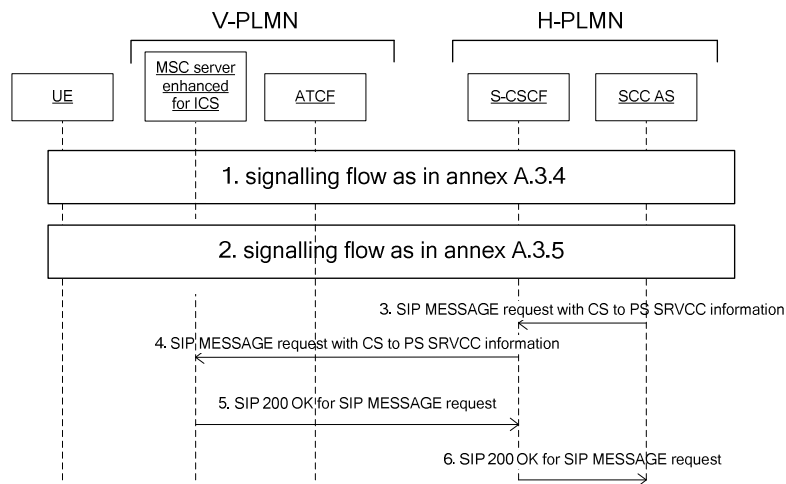 V-PLMN
H-PLMN
UE
MSC server
enhanced
for ICS
ATCF
S-CSCF
SCC AS
1. signalling flow as in annex A.3.4
2. signalling flow as in annex A.3.5
3. SIP MESSAGE request with CS to PS SRVCC information
4. SIP MESSAGE request with CS to PS SRVCC information
5. SIP 200 OK for SIP MESSAGE request
6. SIP 200 OK for SIP MESSAGE request